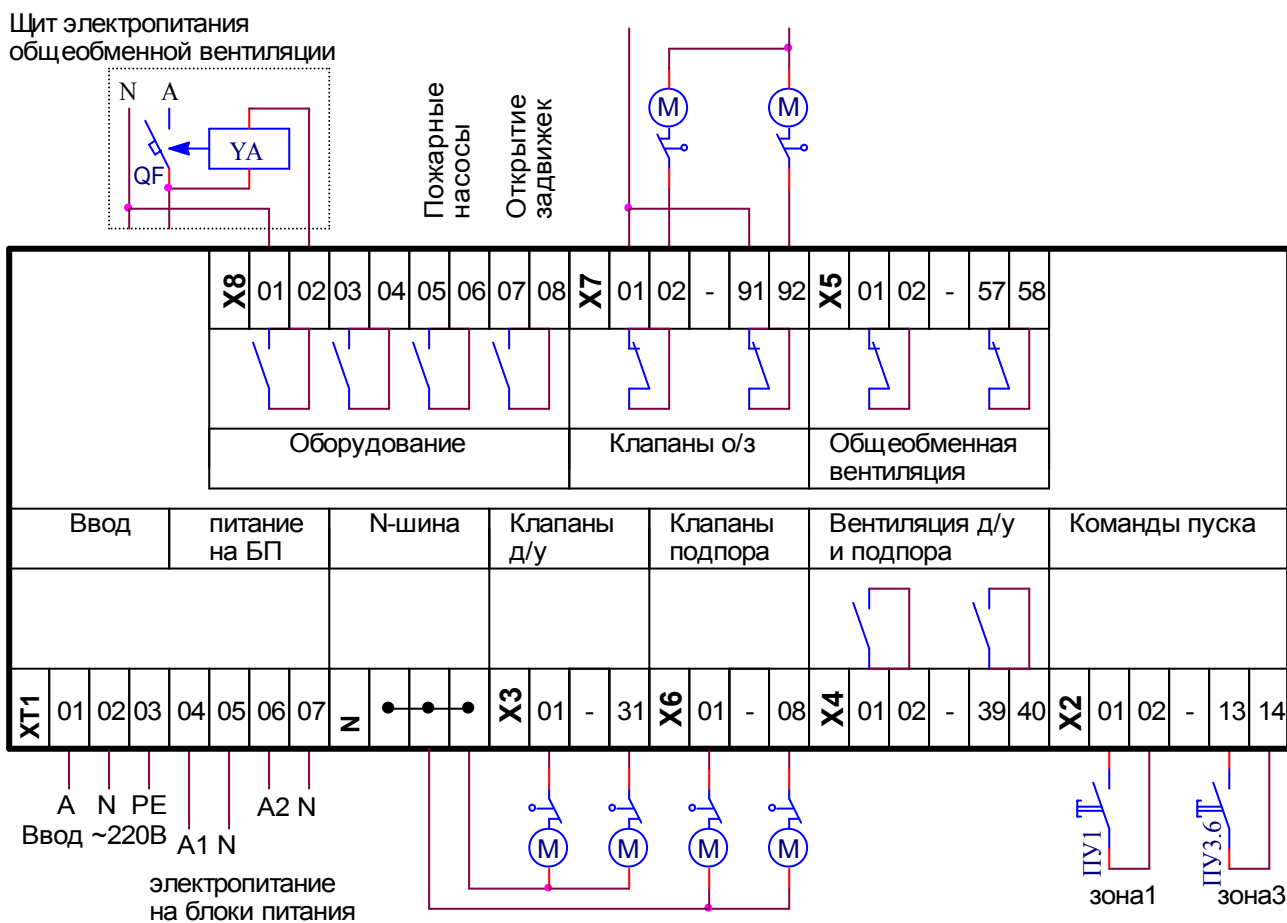 Щит электропитания
общеобменной вентиляции
N A
QF
YA
Пожарные
насосы
Открытие
задвижек
M M
X8 01 02 03 04 05 06 07 08 X7 01 02 - 91 92 X5 01 02 - 57 58
Оборудование
Клапаны о/з
Общеобменная
вентиляция
Ввод
питание
на БП
N-шина
Клапаны
д/у
Клапаны
подпора
Вентиляция д/у
и подпора
Команды пуска
XT1 01 02 03 04 05 06 07 N X3 01 - 31 X6 01 - 08 X4 01 02 - 39 40 X2 01 02 - 13 14
A N PE
Ввод ~220В
A1 N
A2 N
электропитание
на блоки питания
M M M M
ПУ1
зона1
ПУ3.6
зона3